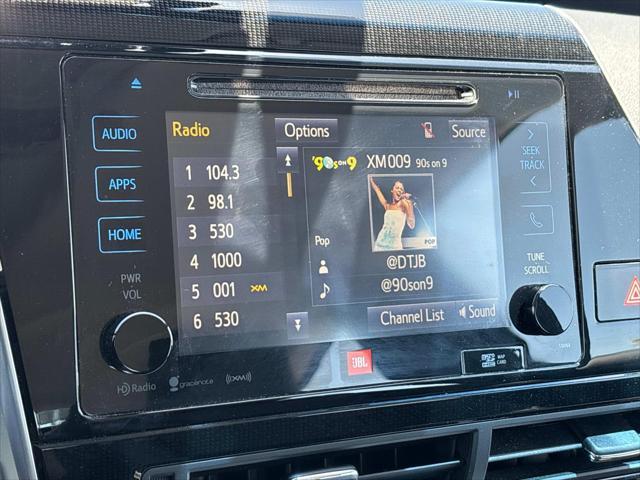 AUDIO
APPS
HOME
PWR
VOL
HD Radio
gracenote
((XM))
Radio
Options
Source
1 104.3
2 98.1
3 530
4 1000
5 001 XM
6 530
'90s ON 9
XM009 90s on 9
POP
Pop
@DTJB
@90son9
Channel List
Sound
SEEK
TRACK
TUNE
SCROLL
JBL
MAP
CARD